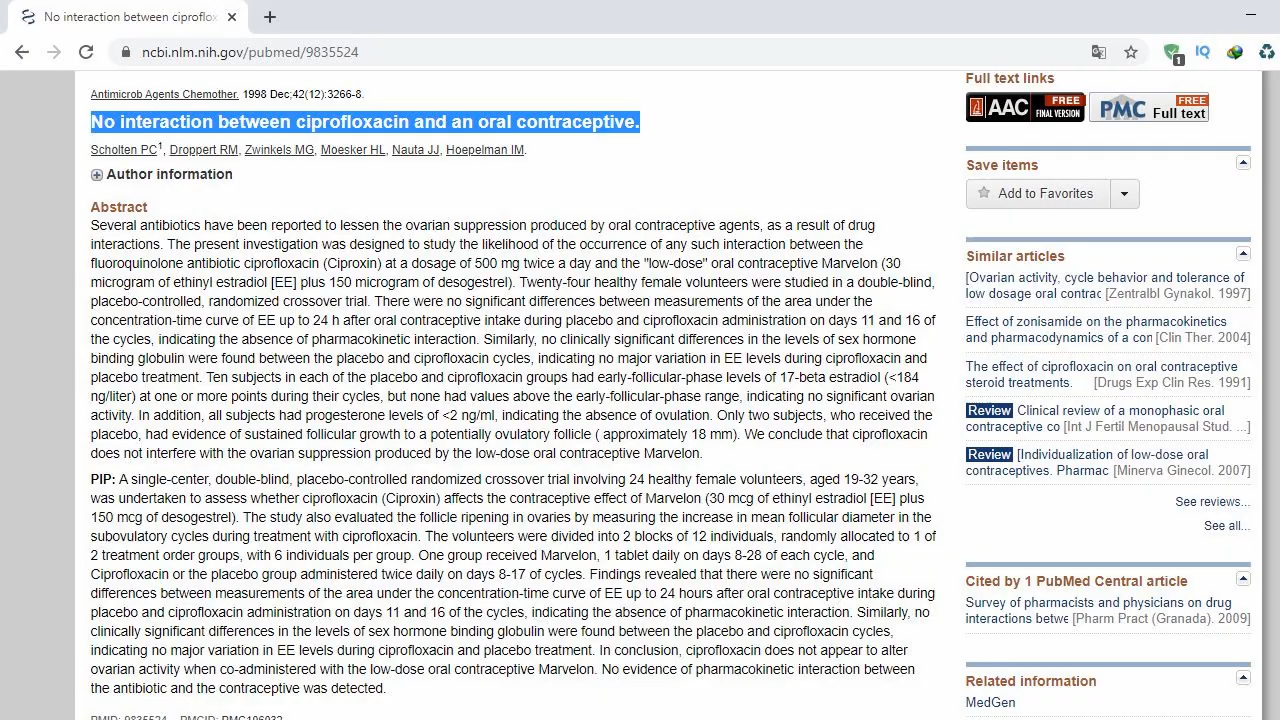 No interaction between ciproflox
ncbi.nlm.nih.gov/pubmed/9835524
IQ
1
Antimicrob Agents Chemother. 1998 Dec;42(12):3266-8.
No interaction between ciprofloxacin and an oral contraceptive.
Scholten PC1, Droppert RM, Zwinkels MG, Moesker HL, Nauta JJ, Hoepelman IM.
Author information
Abstract
Several antibiotics have been reported to lessen the ovarian suppression produced by oral contraceptive agents, as a result of drug
interactions. The present investigation was designed to study the likelihood of the occurrence of any such interaction between the
fluoroquinolone antibiotic ciprofloxacin (Ciproxin) at a dosage of 500 mg twice a day and the "low-dose" oral contraceptive Marvelon (30
microgram of ethinyl estradiol [EE] plus 150 microgram of desogestrel). Twenty-four healthy female volunteers were studied in a double-blind,
placebo-controlled, randomized crossover trial. There were no significant differences between measurements of the area under the
concentration-time curve of EE up to 24 h after oral contraceptive intake during placebo and ciprofloxacin administration on days 11 and 16 of
the cycles, indicating the absence of pharmacokinetic interaction. Similarly, no clinically significant differences in the levels of sex hormone
binding globulin were found between the placebo and ciprofloxacin cycles, indicating no major variation in EE levels during ciprofloxacin and
placebo treatment. Ten subjects in each of the placebo and ciprofloxacin groups had early-follicular-phase levels of 17-beta estradiol (<184
ng/liter) at one or more points during their cycles, but none had values above the early-follicular-phase range, indicating no significant ovarian
activity. In addition, all subjects had progesterone levels of <2 ng/ml, indicating the absence of ovulation. Only two subjects, who received the
placebo, had evidence of sustained follicular growth to a potentially ovulatory follicle ( approximately 18 mm). We conclude that ciprofloxacin
does not interfere with the ovarian suppression produced by the low-dose oral contraceptive Marvelon.
PIP: A single-center, double-blind, placebo-controlled randomized crossover trial involving 24 healthy female volunteers, aged 19-32 years,
was undertaken to assess whether ciprofloxacin (Ciproxin) affects the contraceptive effect of Marvelon (30 mcg of ethinyl estradiol [EE] plus
150 mcg of desogestrel). The study also evaluated the follicle ripening in ovaries by measuring the increase in mean follicular diameter in the
subovulatory cycles during treatment with ciprofloxacin. The volunteers were divided into 2 blocks of 12 individuals, randomly allocated to 1 of
2 treatment order groups, with 6 individuals per group. One group received Marvelon, 1 tablet daily on days 8-28 of each cycle, and
Ciprofloxacin or the placebo group administered twice daily on days 8-17 of cycles. Findings revealed that there were no significant
differences between measurements of the area under the concentration-time curve of EE up to 24 hours after oral contraceptive intake during
placebo and ciprofloxacin administration on days 11 and 16 of the cycles, indicating the absence of pharmacokinetic interaction. Similarly, no
clinically significant differences in the levels of sex hormone binding globulin were found between the placebo and ciprofloxacin cycles,
indicating no major variation in EE levels during ciprofloxacin and placebo treatment. In conclusion, ciprofloxacin does not appear to alter
ovarian activity when co-administered with the low-dose oral contraceptive Marvelon. No evidence of pharmacokinetic interaction between
the antibiotic and the contraceptive was detected.
PMID: 9835524 PMCID: PMC106032
Full text links
AAC FREE FINAL VERSION
PMC FREE Full text
Save items
Add to Favorites
Similar articles
[Ovarian activity, cycle behavior and tolerance of
low dosage oral contrac [Zentralbl Gynakol. 1997]
Effect of zonisamide on the pharmacokinetics
and pharmacodynamics of a con [Clin Ther. 2004]
The effect of ciprofloxacin on oral contraceptive
steroid treatments. [Drugs Exp Clin Res. 1991]
Review Clinical review of a monophasic oral
contraceptive co [Int J Fertil Menopausal Stud. ...]
Review [Individualization of low-dose oral
contraceptives. Pharmac [Minerva Ginecol. 2007]
See reviews...
See all...
Cited by 1 PubMed Central article
Survey of pharmacists and physicians on drug
interactions betwe [Pharm Pract (Granada). 2009]
Related information
MedGen